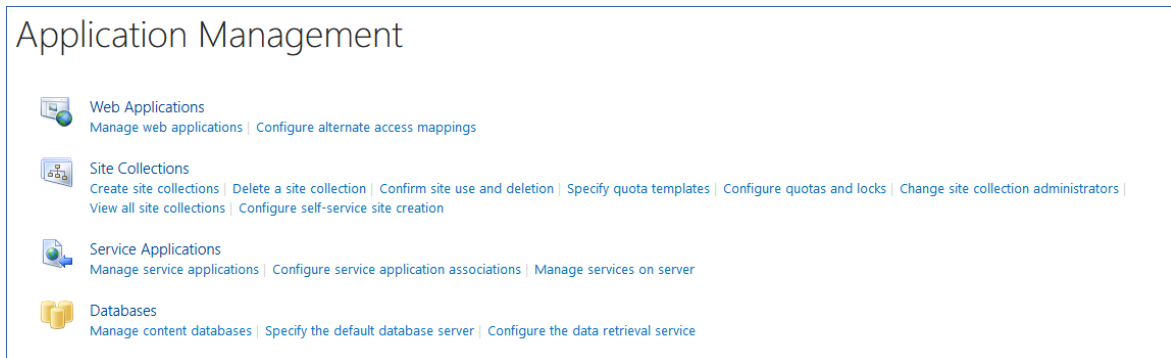 Application Management
Web Applications
Manage web applications | Configure alternate access mappings
Site Collections
Create site collections | Delete a site collection | Confirm site use and deletion | Specify quota templates | Configure quotas and locks | Change site collection administrators |
View all site collections | Configure self-service site creation
Service Applications
Manage service applications | Configure service application associations | Manage services on server
Databases
Manage content databases | Specify the default database server | Configure the data retrieval service